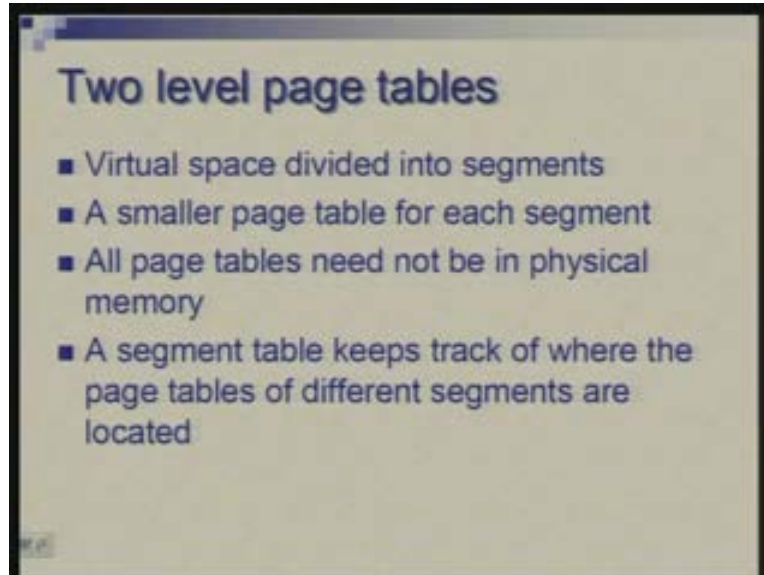 Two level page tables
■ Virtual space divided into segments
■ A smaller page table for each segment
■ All page tables need not be in physical
memory
■ A segment table keeps track of where the
page tables of different segments are
located